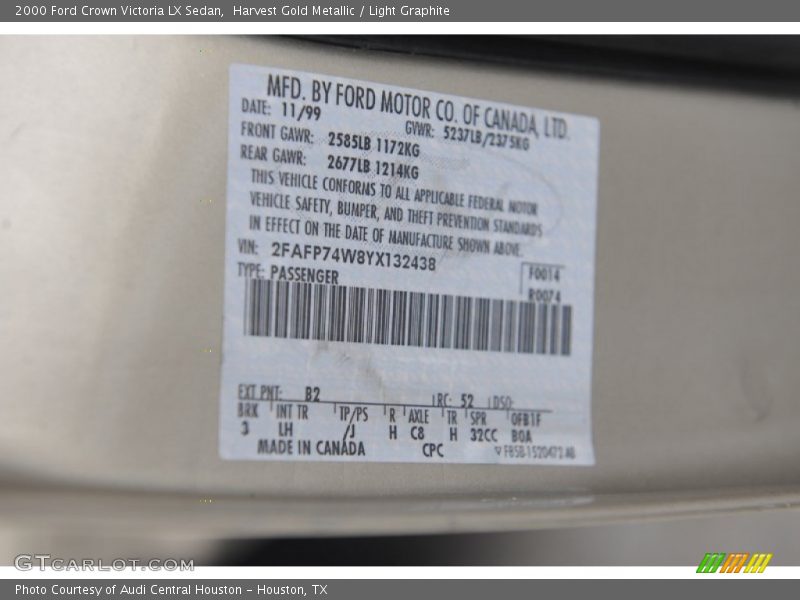 2000 Ford Crown Victoria LX Sedan,  Harvest Gold Metallic / Light Graphite
MFD. BY FORD MOTOR CO. OF CANADA, LTD.
DATE: 11/99 GVWR: 5237LB/2375KG
FRONT GAWR: 2585LB 1172KG
REAR GAWR: 2677LB 1214KG
THIS VEHICLE CONFORMS TO ALL APPLICABLE FEDERAL MOTOR
VEHICLE SAFETY, BUMPER, AND THEFT PREVENTION STANDARDS
IN EFFECT ON THE DATE OF MANUFACTURE SHOWN ABOVE.
VIN: 2FAFP74W8YX132438
TYPE: PASSENGER
F0014
R0074
EXT PNT: B2 RC: 52 DSO:
BRK INT TR TP/PS R AXLE TR SPR
3 LH /J H C8 H 32CC
MADE IN CANADA CPC
GTCARLOT.COM
Photo Courtesy of Audi Central Houston – Houston, TX